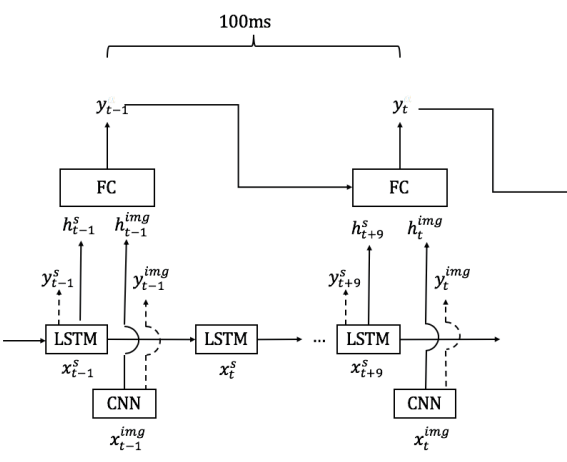 100ms
y_{t-1} y_t
FC FC
h^s_{t-1} h^{img}_{t-1} h^s_{t+9} h^{img}_t
y^s_{t-1} y^{img}_{t-1} y^s_{t+9} y^{img}_t
LSTM LSTM ... LSTM
x^s_{t-1} x^s_t x^s_{t+9}
CNN CNN
x^{img}_{t-1} x^{img}_t